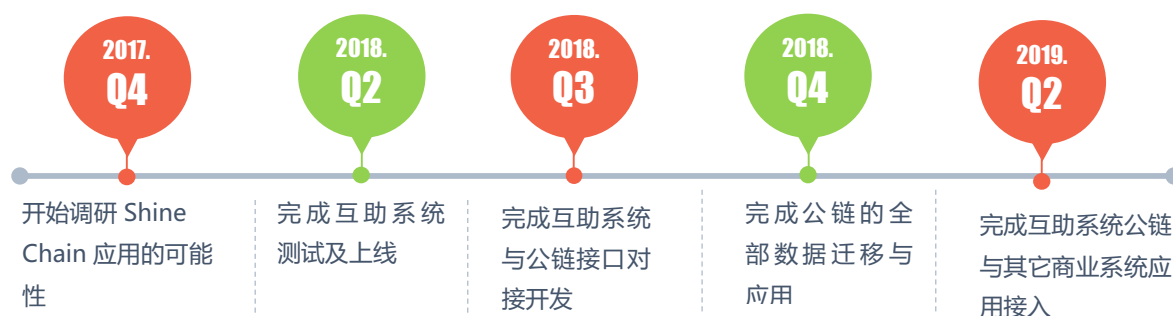 2017.
Q4
2018.
Q2
2018.
Q3
2018.
Q4
2019.
Q2
开始调研 Shine
Chain 应用的可能
性
完成互助系统
测试及上线
完成互助系统
与公链接口对
接开发
完成公链的全
部数据迁移与
应用
完成互助系统公链
与其它商业系统应
用接入